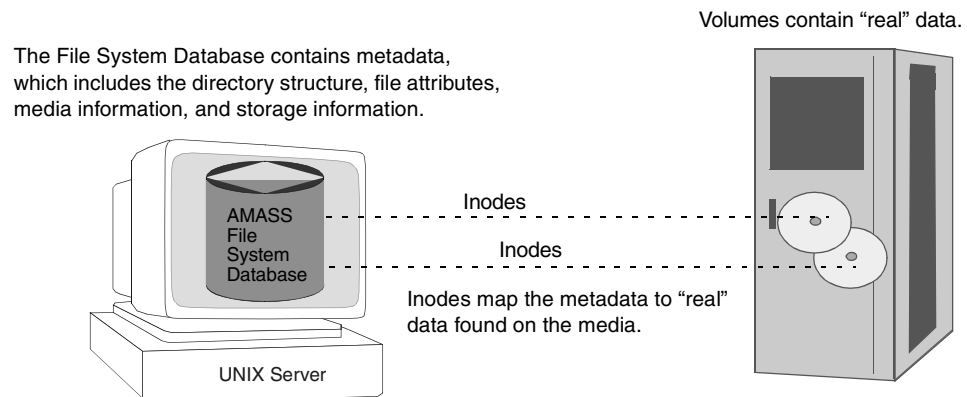 Volumes contain “real” data.
The File System Database contains metadata,
which includes the directory structure, file attributes,
media information, and storage information.
Inodes
AMASS
File
System
Database
Inodes
Inodes map the metadata to “real”
data found on the media.
UNIX Server